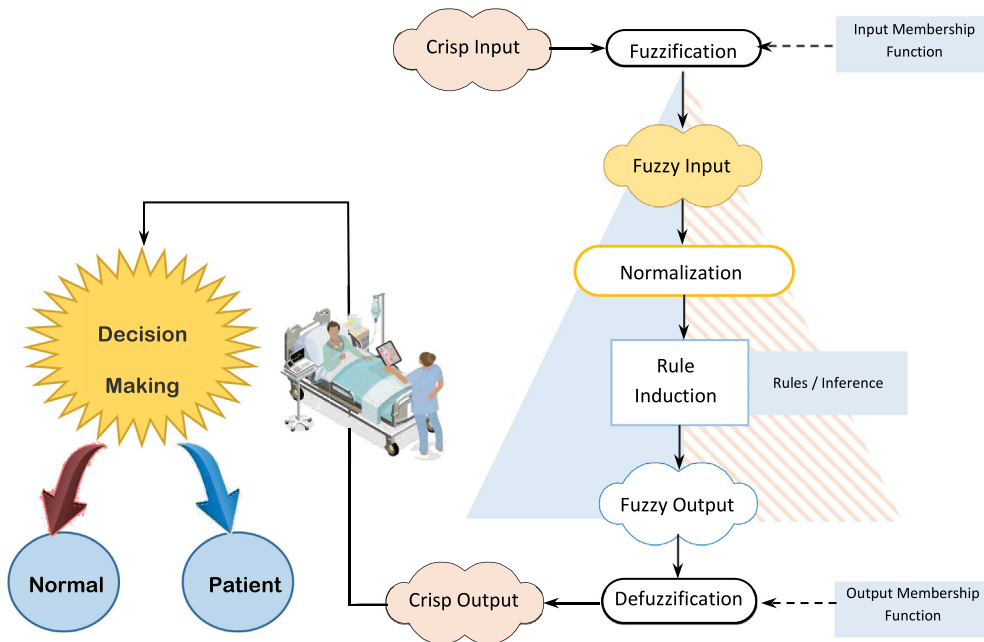 Crisp Input
Fuzzification
Input Membership
Function
Fuzzy Input
Normalization
Rule
Induction
Rules / Inference
Fuzzy Output
Defuzzification
Output Membership
Function
Crisp Output
Decision
Making
Normal
Patient